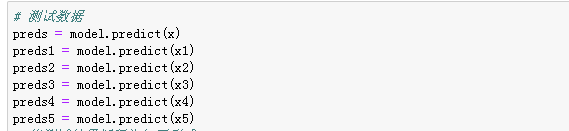 # 测试数据
preds = model.predict(x)
preds1 = model.predict(x1)
preds2 = model.predict(x2)
preds3 = model.predict(x3)
preds4 = model.predict(x4)
preds5 = model.predict(x5)